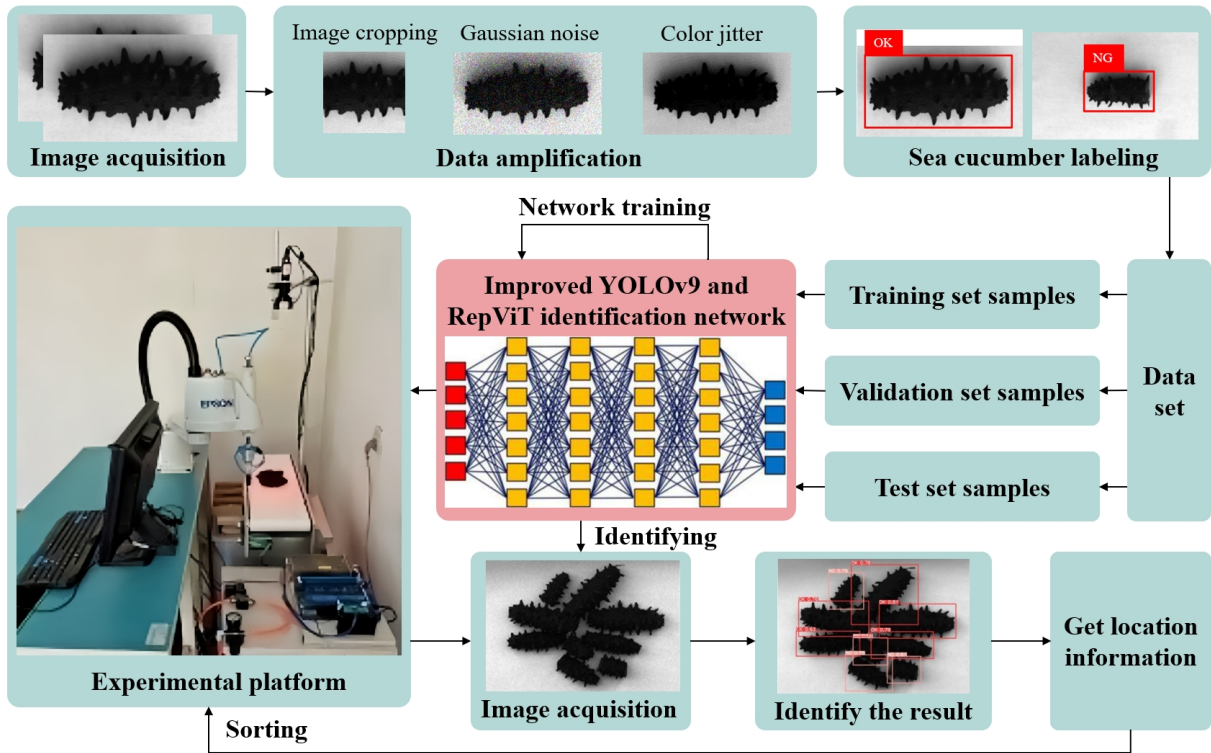 Image cropping
Gaussian noise
Color jitter
OK
NG
Image acquisition
Data amplification
Sea cucumber labeling
Network training
Improved YOLOv9 and
RepViT identification network
Training set samples
Validation set samples
Test set samples
Data
set
EPSON
Identifying
Experimental platform
Image acquisition
Identify the result
Get location
information
Sorting